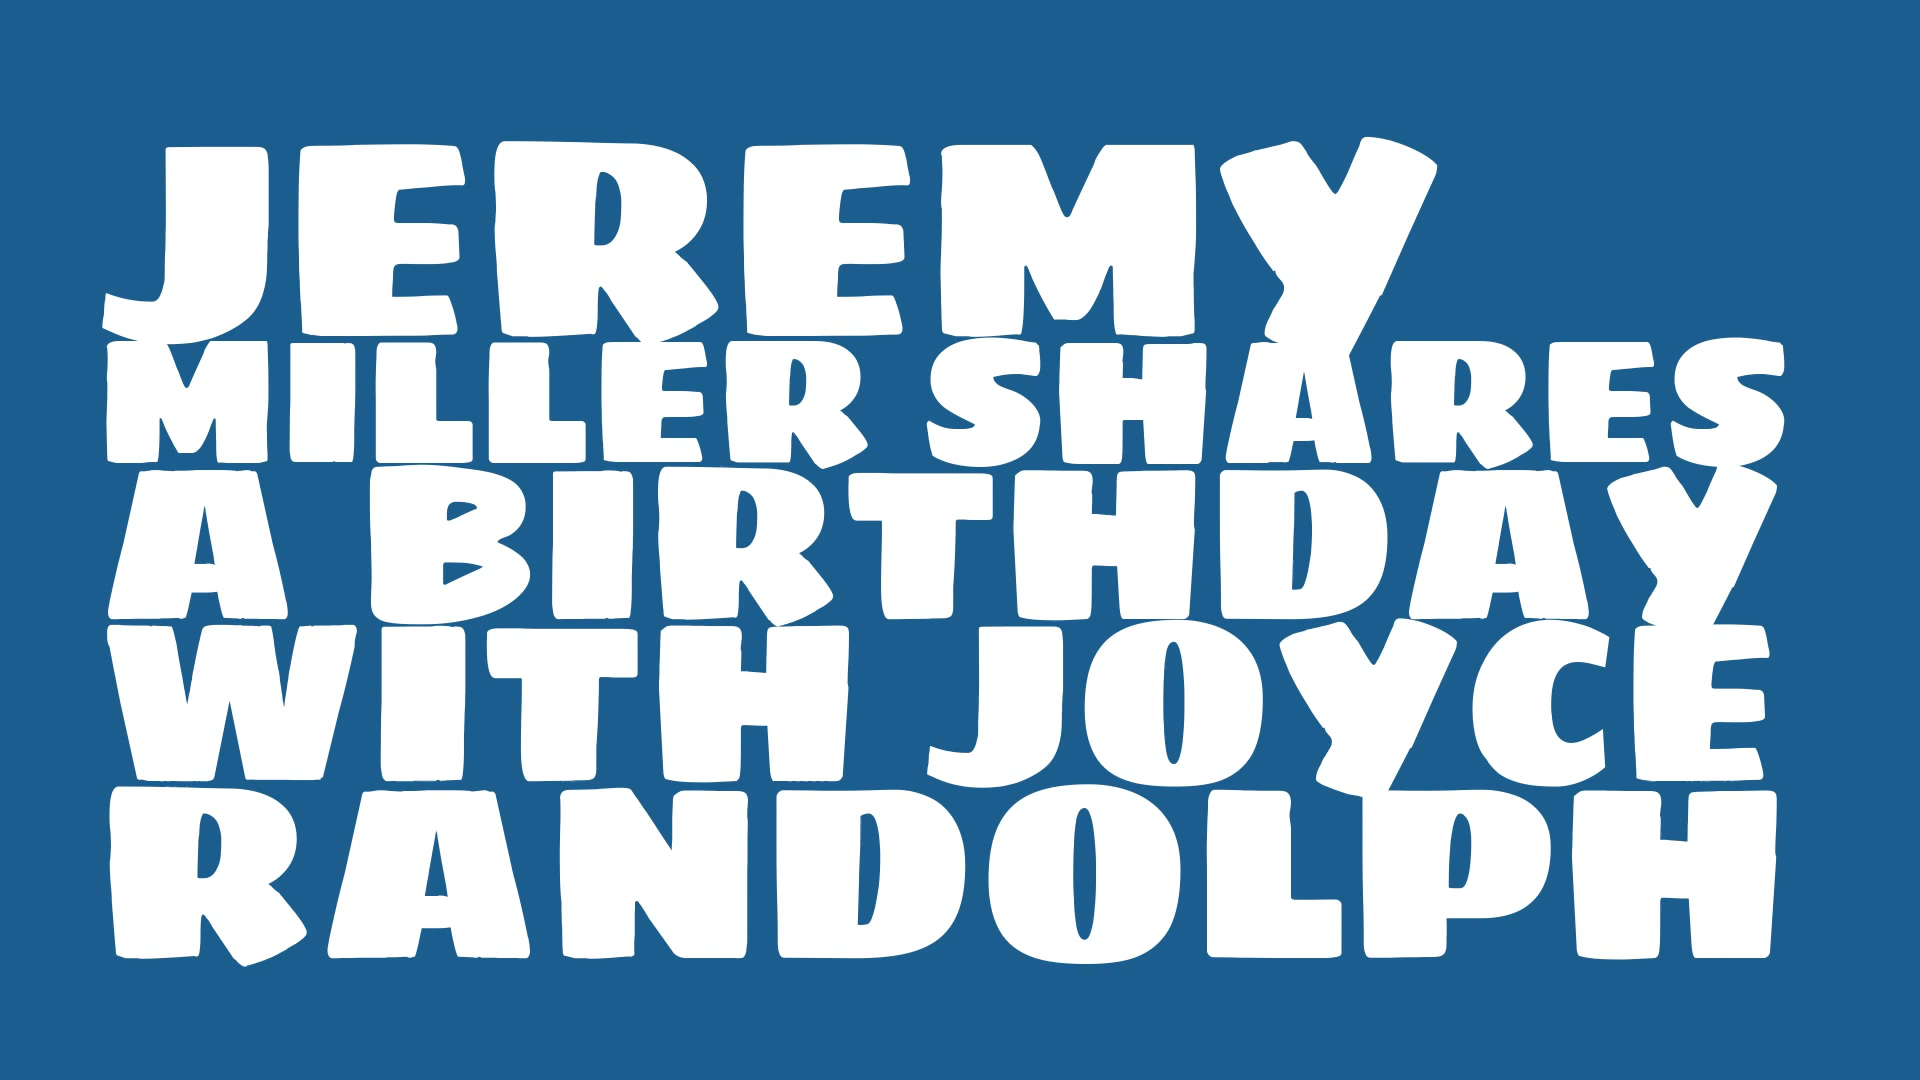 JEREMY
MILLER SHARES
A BIRTHDAY
WITH JOYCE
RANDOLPH